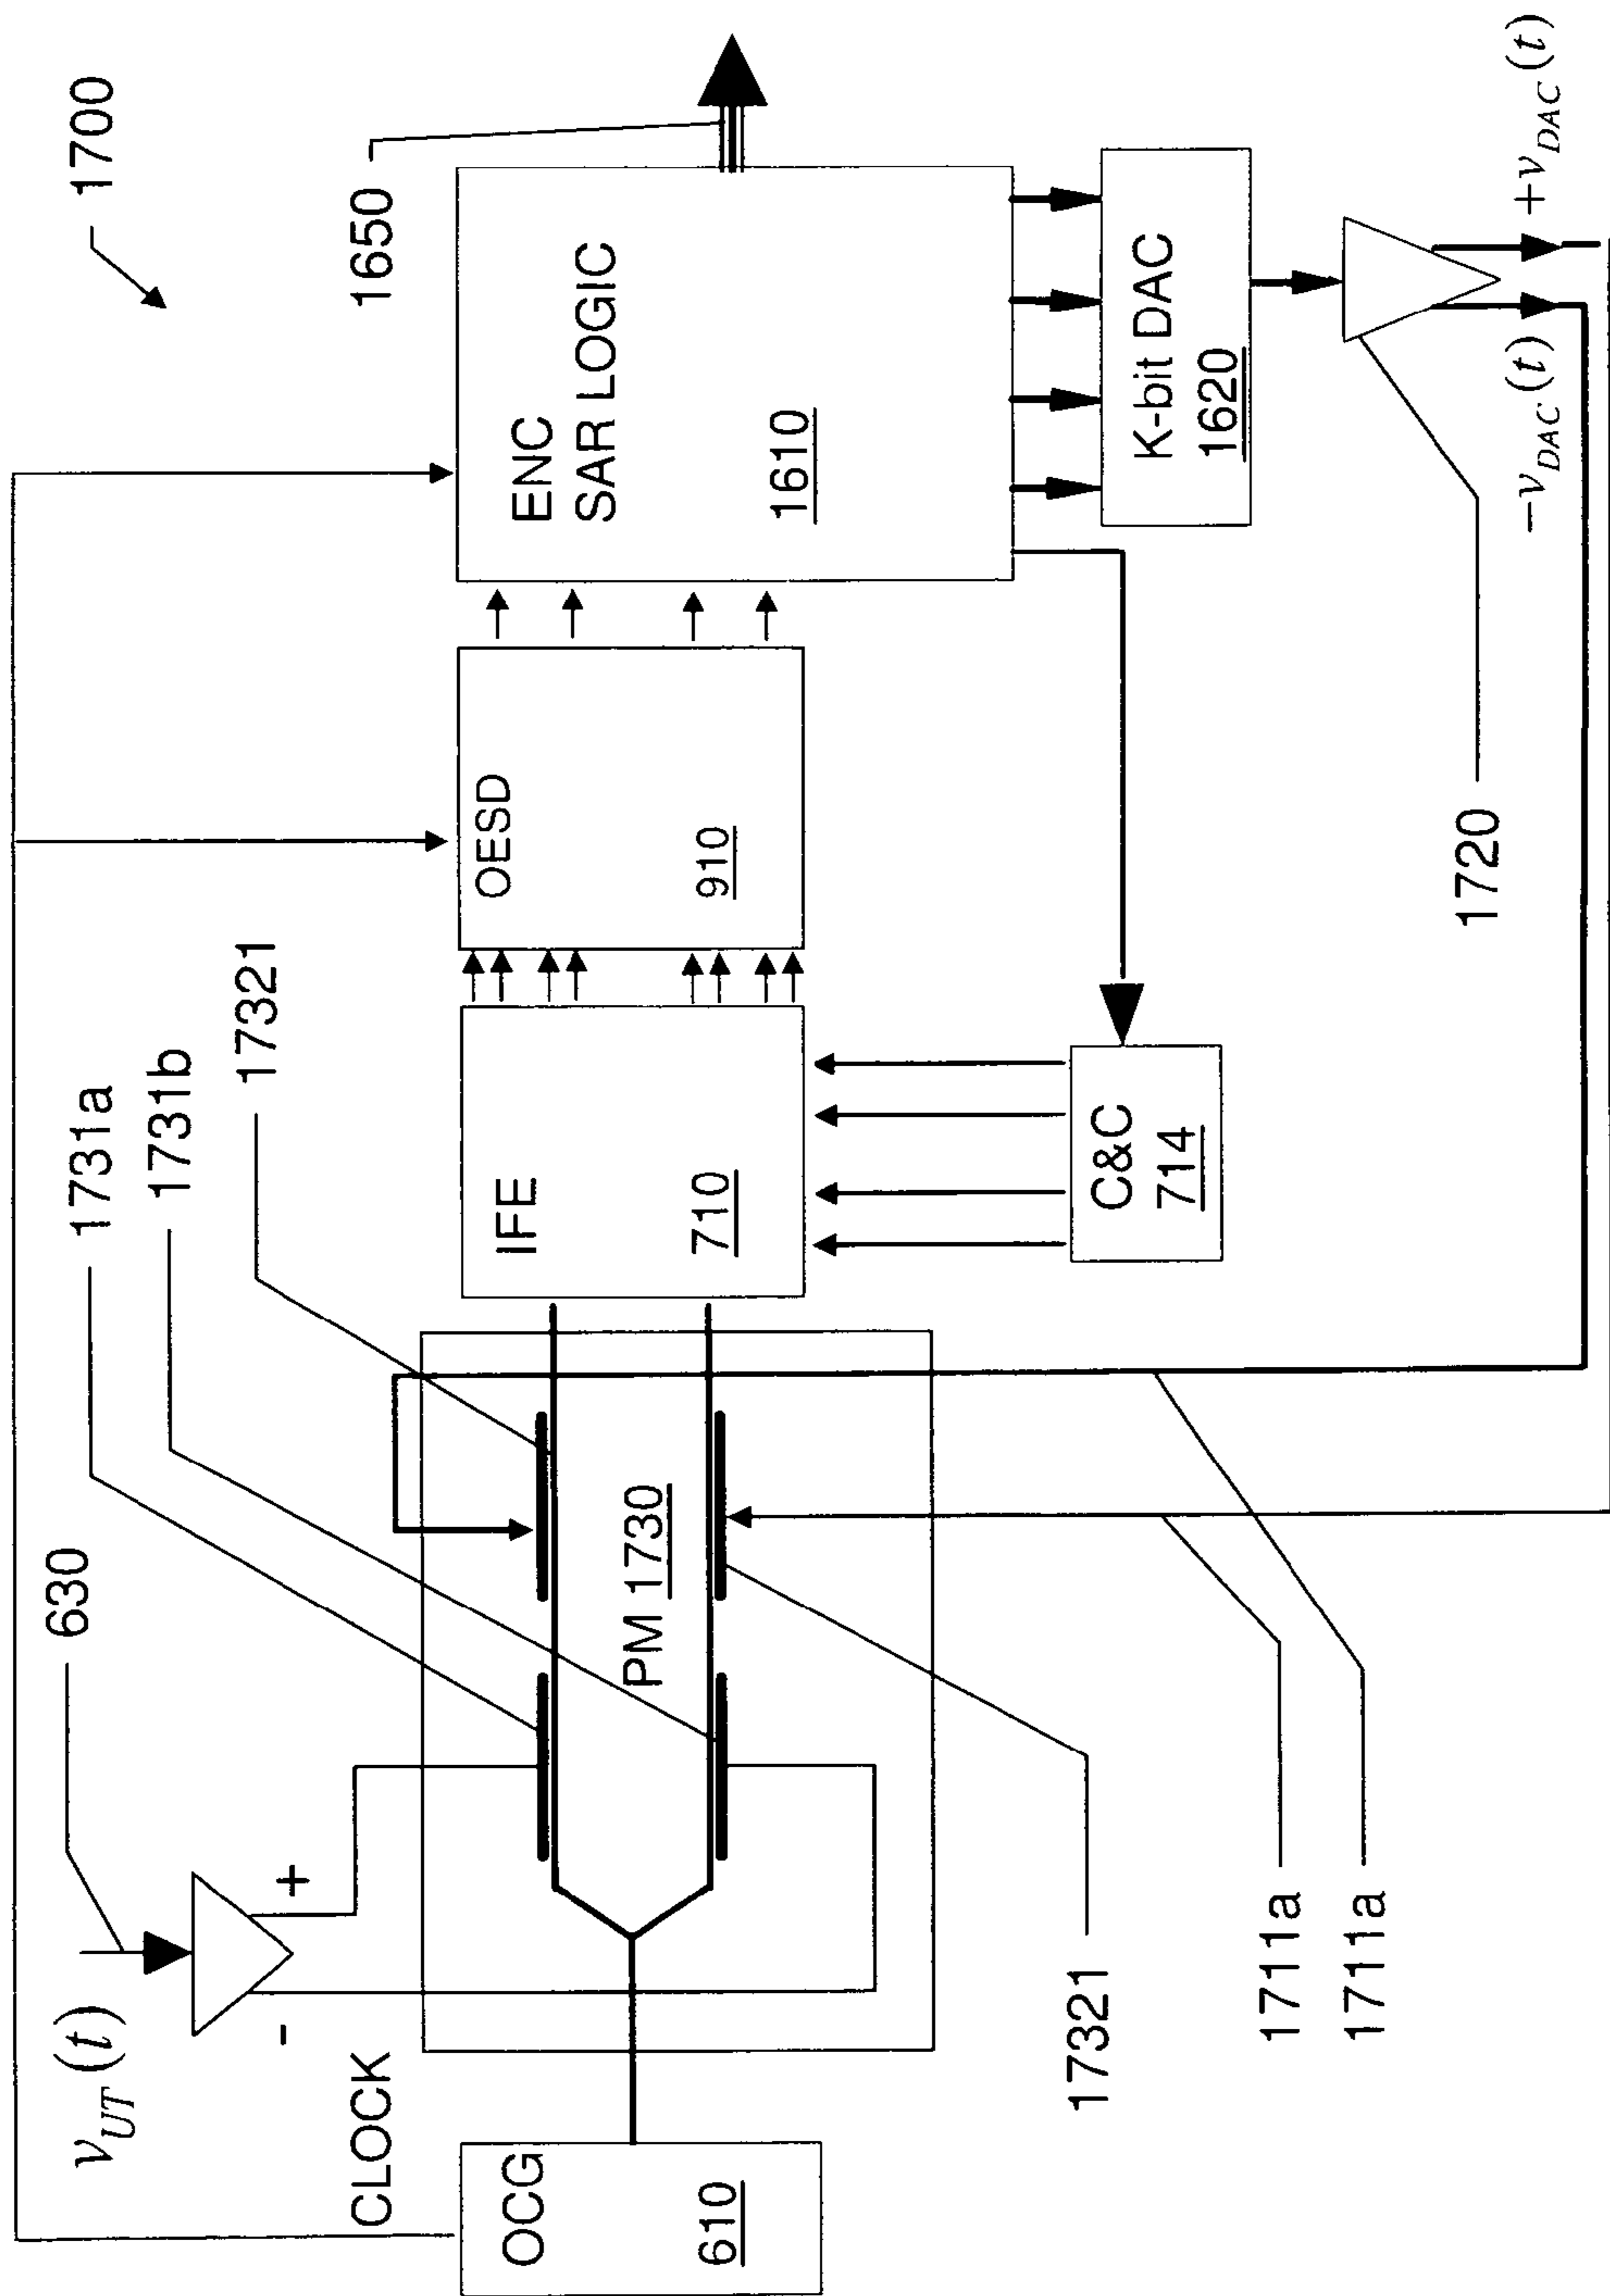 1700
1650
630
1731a
1731b
17321
v_UT(t)
+
-
CLOCK
OCG
610
PM 1730
IFE
710
OESD
910
ENC
SAR LOGIC
1610
C&C
714
K-bit DAC
1620
17321
1711a
1711a
1720
−v_DAC(t)
+v_DAC(t)